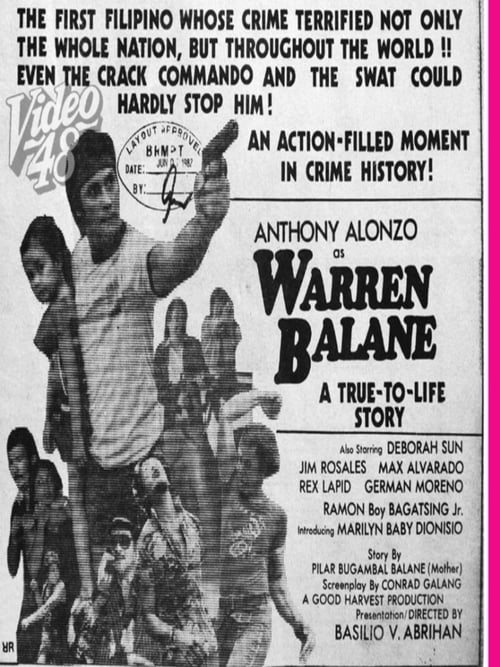 THE FIRST FILIPINO WHOSE CRIME TERRIFIED NOT ONLY
THE WHOLE NATION, BUT THROUGHOUT THE WORLD !!
EVEN THE CRACK COMMANDO AND THE SWAT COULD
HARDLY STOP HIM!
Video
48
LAYOUT APPROVED
BRMPT
DATE: JUN 1982
BY:
AN ACTION-FILLED MOMENT
IN CRIME HISTORY!
ANTHONY ALONZO
as
WARREN
BALANE
A TRUE-TO-LIFE
STORY
Also Starring DEBORAH SUN
JIM ROSALES MAX ALVARADO
REX LAPID GERMAN MORENO
RAMON Boy BAGATSING Jr.
Introducing MARILYN BABY DIONISIO
Story By
PILAR BUGAMBAL BALANE (Mother)
Screenplay By CONRAD GALANG
A GOOD HARVEST PRODUCTION
Presentation/DIRECTED BY
BASILIO V. ABRIHAN